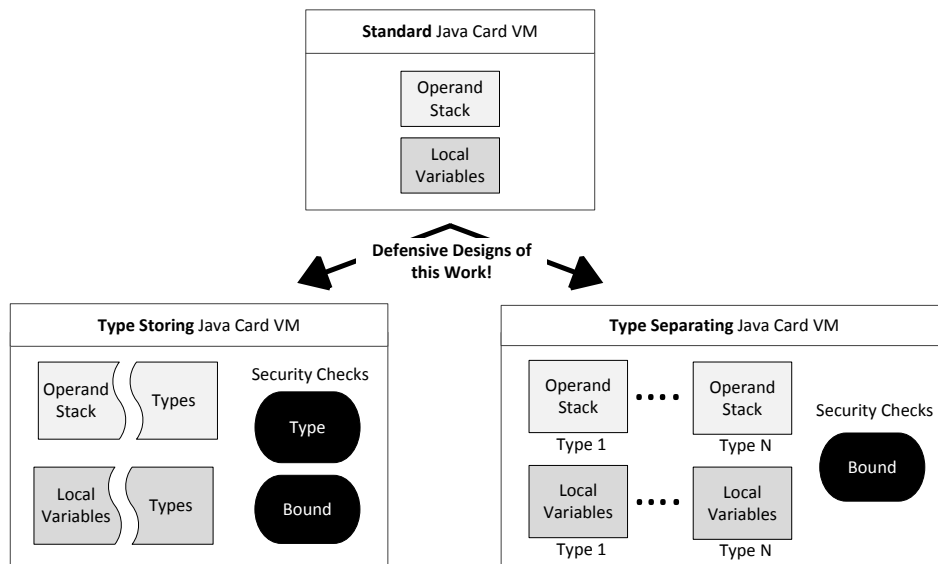 Standard Java Card VM
Operand
Stack
Local
Variables
Defensive Designs of
this Work!
Type Storing Java Card VM
Operand
Stack
Types
Security Checks
Type
Local
Variables
Types
Bound
Type Separating Java Card VM
Operand
Stack
Operand
Stack
Type 1
Type N
Security Checks
Bound
Local
Variables
Local
Variables
Type 1
Type N